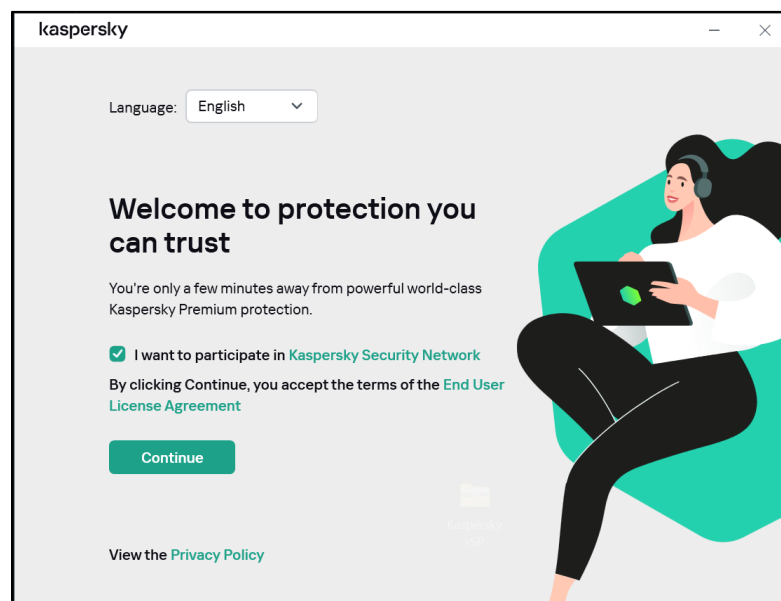 kaspersky
Language: English
Welcome to protection you
can trust
You're only a few minutes away from powerful world-class
Kaspersky Premium protection.
I want to participate in Kaspersky Security Network
By clicking Continue, you accept the terms of the End User
License Agreement
Continue
Kaspersky
View the Privacy Policy